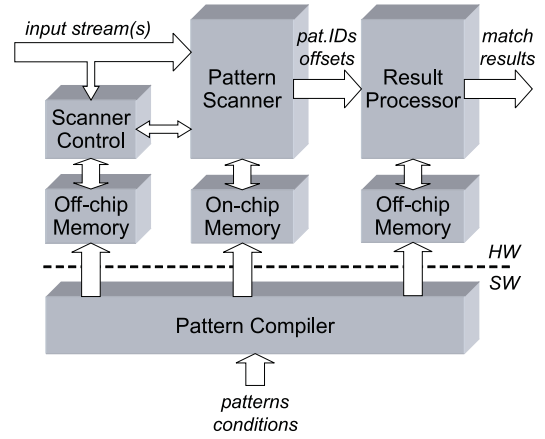 input stream(s)
pat.IDs
offsets
match
results
Pattern
Scanner
Result
Processor
Scanner
Control
Off-chip
Memory
On-chip
Memory
Off-chip
Memory
HW
SW
Pattern Compiler
patterns
conditions